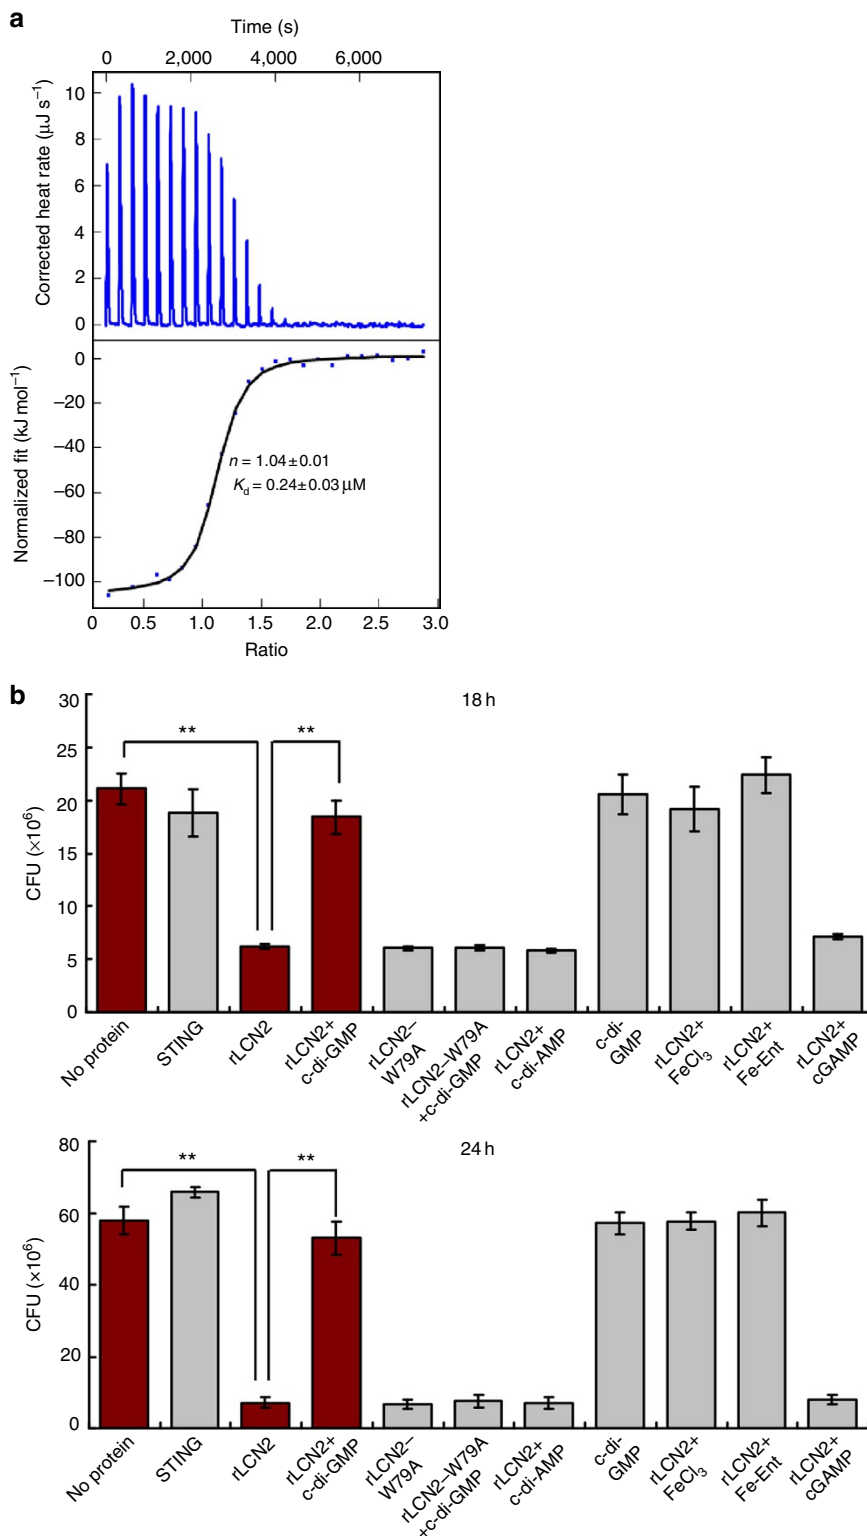 a
Time (s)
0 2,000 4,000 6,000
Corrected heat rate (μJ s⁻¹)
10
8
6
4
2
0
Normalized fit (kJ mol⁻¹)
0
−20
−40
−60
−80
−100
n = 1.04±0.01
Kd = 0.24±0.03 μM
0 0.5 1.0 1.5 2.0 2.5 3.0
Ratio
b
18 h
CFU (×10⁶)
30
25
20
15
10
5
0
** **
No protein
STING
rLCN2
rLCN2+
c-di-GMP
rLCN2–
W79A
rLCN2–W79A
+c-di-GMP
rLCN2+
c-di-AMP
c-di-
GMP
rLCN2+
FeCl₃
rLCN2+
Fe-Ent
rLCN2+
cGAMP
24 h
CFU (×10⁶)
80
60
40
20
0
** **
No protein
STING
rLCN2
rLCN2+
c-di-GMP
rLCN2–
W79A
rLCN2–W79A
+c-di-GMP
rLCN2+
c-di-AMP
c-di-
GMP
rLCN2+
FeCl₃
rLCN2+
Fe-Ent
rLCN2+
cGAMP